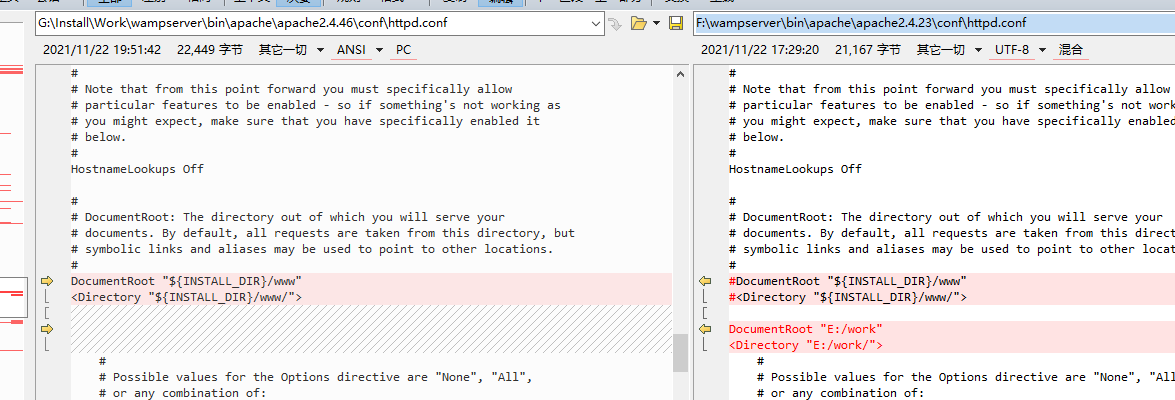 G:\Install\Work\wampserver\bin\apache\apache2.4.46\conf\httpd.conf
2021/11/22 19:51:42 22,449 字节 其它一切 ANSI PC
#
# Note that from this point forward you must specifically allow
# particular features to be enabled - so if something's not working as
# you might expect, make sure that you have specifically enabled it
# below.
#
HostnameLookups Off
#
# DocumentRoot: The directory out of which you will serve your
# documents. By default, all requests are taken from this directory, but
# symbolic links and aliases may be used to point to other locations.
#
DocumentRoot "${INSTALL_DIR}/www"
<Directory "${INSTALL_DIR}/www/">
#
# Possible values for the Options directive are "None", "All",
# or any combination of:
F:\wampserver\bin\apache\apache2.4.23\conf\httpd.conf
2021/11/22 17:29:20 21,167 字节 其它一切 UTF-8 混合
#
# Note that from this point forward you must specifically allow
# particular features to be enabled - so if something's not work
# you might expect, make sure that you have specifically enabled
# below.
#
HostnameLookups Off
#
# DocumentRoot: The directory out of which you will serve your
# documents. By default, all requests are taken from this direct
# symbolic links and aliases may be used to point to other locat
#
#DocumentRoot "${INSTALL_DIR}/www"
#<Directory "${INSTALL_DIR}/www/">
DocumentRoot "E:/work"
<Directory "E:/work/">
#
# Possible values for the Options directive are "None", "All
# or any combination of: